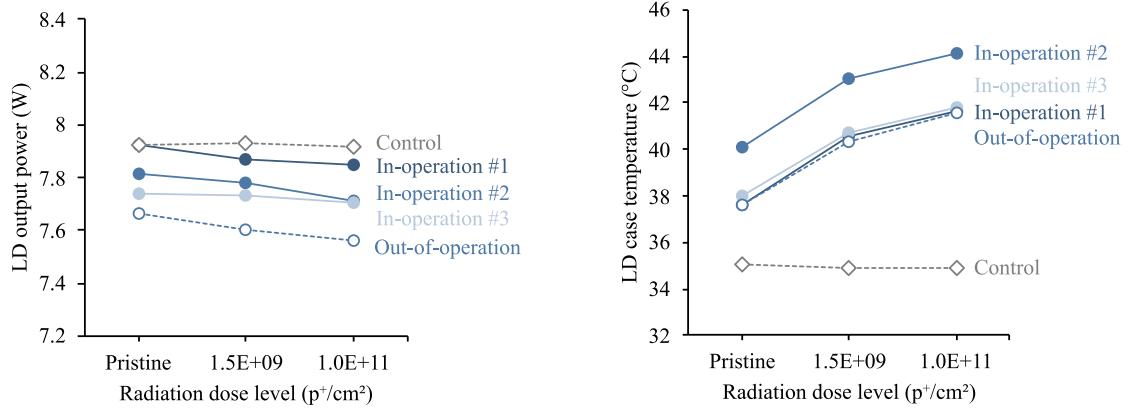 8.4
8.2
8
7.8
7.6
7.4
7.2
LD output power (W)
Control
In-operation #1
In-operation #2
In-operation #3
Out-of-operation
Pristine
1.5E+09
1.0E+11
Radiation dose level (p⁺/cm²)
46
44
42
40
38
36
34
32
LD case temperature (°C)
In-operation #2
In-operation #3
In-operation #1
Out-of-operation
Control
Pristine
1.5E+09
1.0E+11
Radiation dose level (p⁺/cm²)